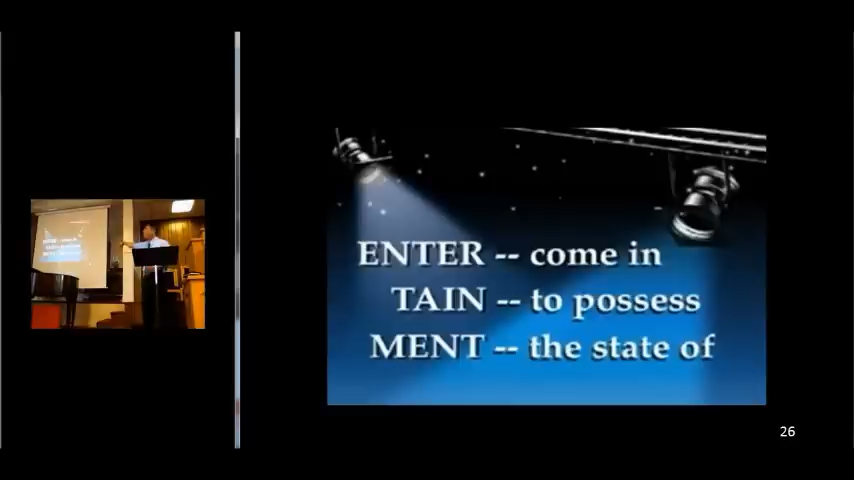 ENTER -- come in
TAIN -- to possess
MENT -- the state of
26